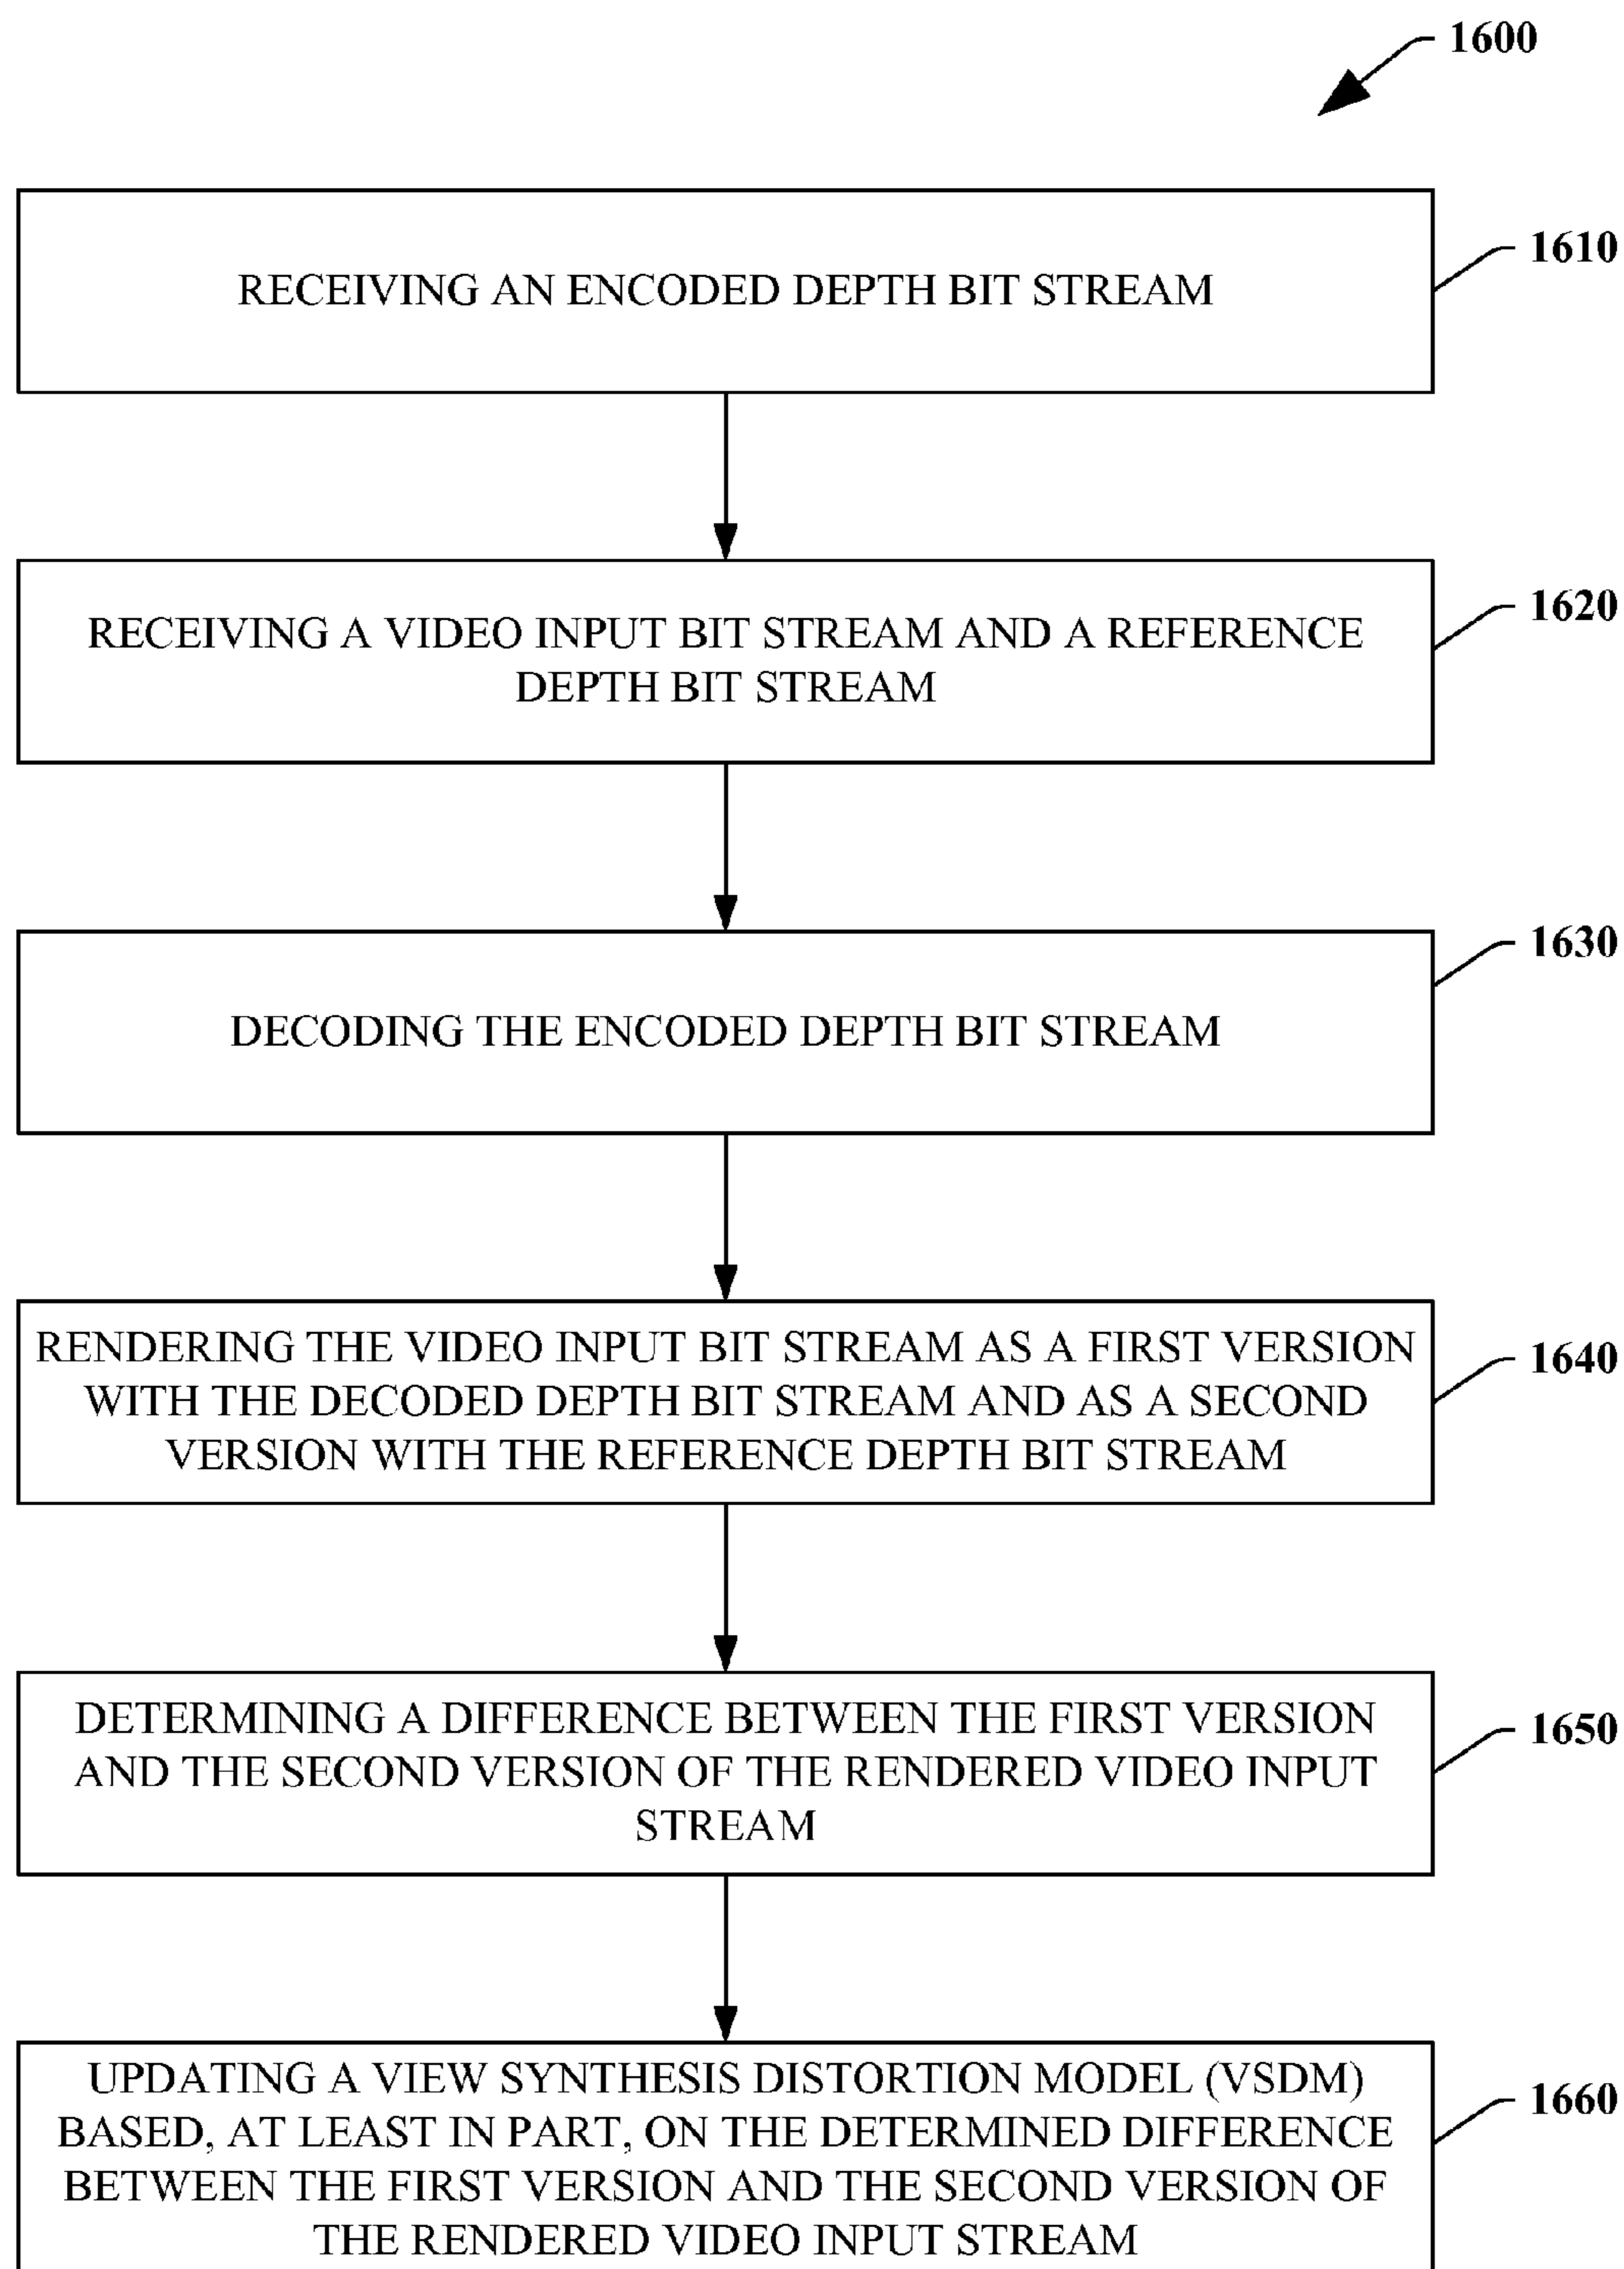 1600
1610
RECEIVING AN ENCODED DEPTH BIT STREAM
1620
RECEIVING A VIDEO INPUT BIT STREAM AND A REFERENCE
DEPTH BIT STREAM
1630
DECODING THE ENCODED DEPTH BIT STREAM
1640
RENDERING THE VIDEO INPUT BIT STREAM AS A FIRST VERSION
WITH THE DECODED DEPTH BIT STREAM AND AS A SECOND
VERSION WITH THE REFERENCE DEPTH BIT STREAM
1650
DETERMINING A DIFFERENCE BETWEEN THE FIRST VERSION
AND THE SECOND VERSION OF THE RENDERED VIDEO INPUT
STREAM
1660
UPDATING A VIEW SYNTHESIS DISTORTION MODEL (VSDM)
BASED, AT LEAST IN PART, ON THE DETERMINED DIFFERENCE
BETWEEN THE FIRST VERSION AND THE SECOND VERSION OF
THE RENDERED VIDEO INPUT STREAM